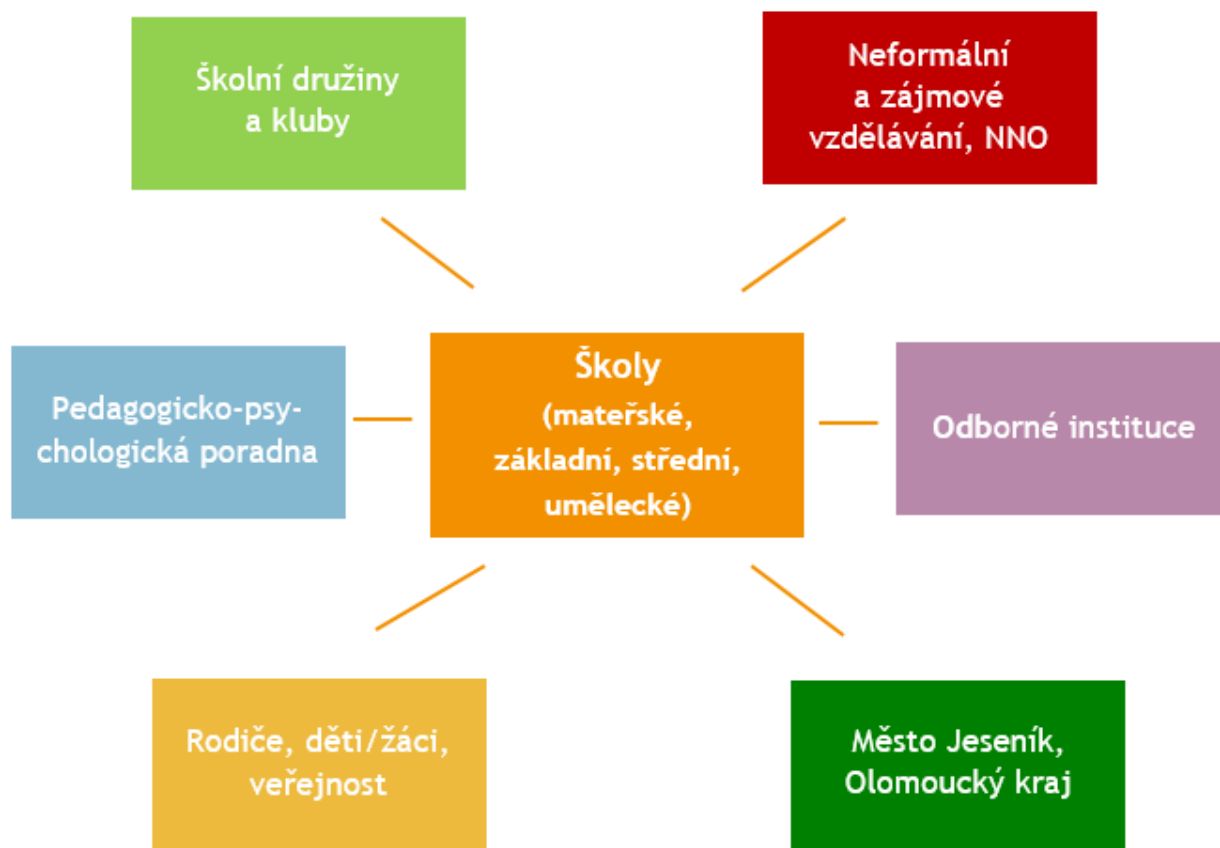 Školní družiny
a kluby
Neformální
a zájmové
vzdělávání, NNO
Pedagogicko-psy-
chologická poradna
Školy
(mateřské,
základní, střední,
umělecké)
Odborné instituce
Rodiče, děti/žáci,
veřejnost
Město Jeseník,
Olomoucký kraj